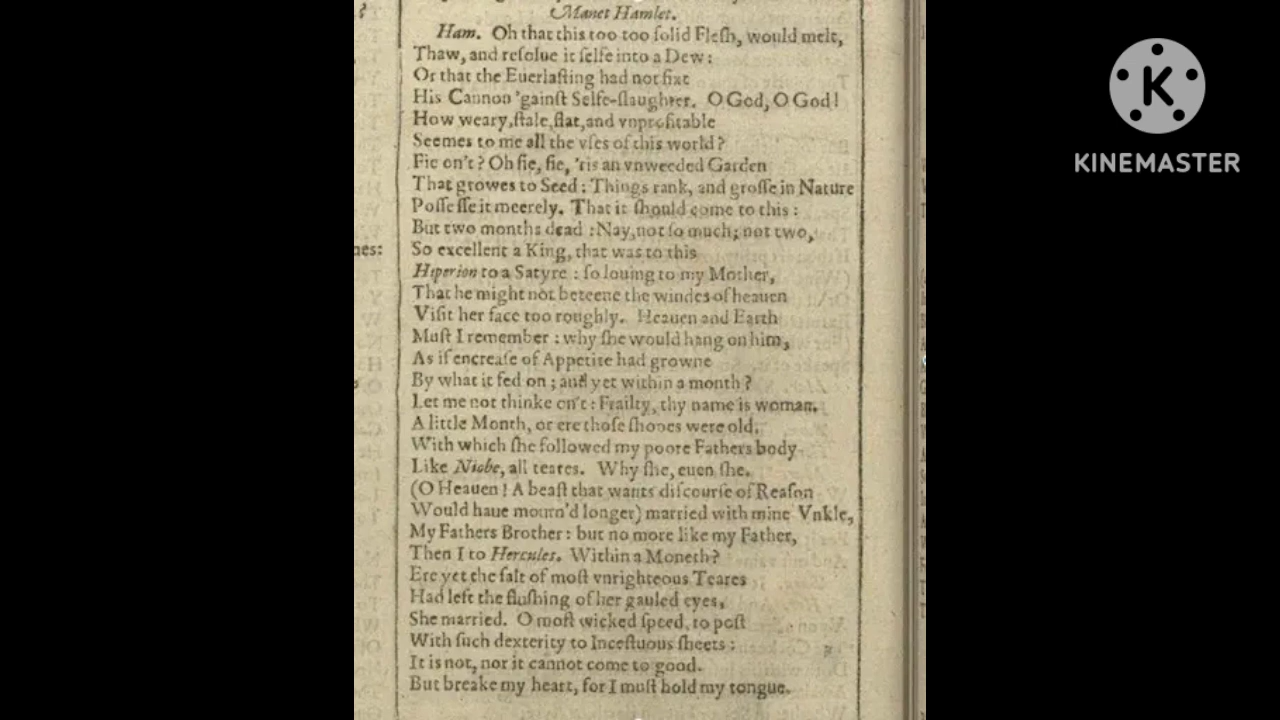 Manet Hamlet.
Ham. Oh that this too too ſolid Fleſh, would melt,
Thaw, and reſolue it ſelfe into a Dew:
Or that the Euerlaſting had not fixt
His Cannon 'gainſt Selfe-ſlaughter. O God, O God!
How weary, ſtale, flat, and vnprofitable
Seemes to me all the vſes of this world?
Fie on't? Oh fie, fie, 'tis an vnweeded Garden
That growes to Seed: Things rank, and groſſe in Nature
Poſſeſſe it meerely. That it ſhould come to this:
But two months dead: Nay, not ſo much; not two,
nes:
So excellent a King, that was to this
Hiperion to a Satyre: ſo louing to my Mother,
That he might not beteene the windes of heauen
Viſit her face too roughly. Heauen and Earth
Muſt I remember: why ſhe would hang on him,
As if encreaſe of Appetite had growne
By what it fed on; and yet within a month?
Let me not thinke on't: Frailty, thy name is woman.
A little Month, or ere thoſe ſhooes were old,
With which ſhe followed my poore Fathers body
Like Niobe, all teares. Why ſhe, euen ſhe.
(O Heauen! A beaſt that wants diſcourſe of Reaſon
Would haue mourn'd longer) married with mine Vnkle,
My Fathers Brother: but no more like my Father,
Then I to Hercules. Within a Moneth?
Ere yet the ſalt of moſt vnrighteous Teares
Had left the fluſhing of her gauled eyes,
She married. O moſt wicked ſpeed, to poſt
With ſuch dexterity to Inceſtuous ſheets:
It is not, nor it cannot come to good.
But breake my heart, for I muſt hold my tongue.
K
KINEMASTER